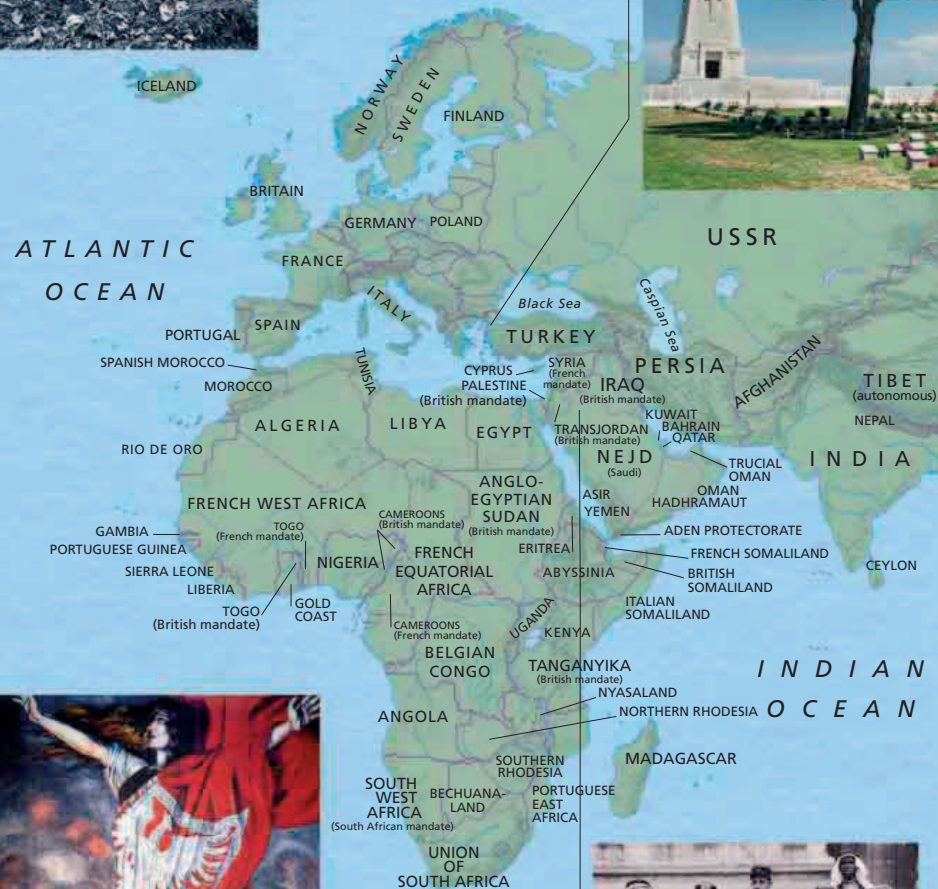 ICELAND
NORWAY
SWEDEN
FINLAND
BRITAIN
GERMANY
POLAND
ATLANTIC
OCEAN
FRANCE
USSR
ITALY
Black Sea
Caspian Sea
PORTUGAL
SPAIN
TURKEY
SPANISH MOROCCO
MOROCCO
TUNISIA
CYPRUS
PALESTINE
(British mandate)
SYRIA
(French
mandate)
IRAQ
(British mandate)
PERSIA
AFGHANISTAN
TIBET
(autonomous)
NEPAL
ALGERIA
LIBYA
EGYPT
TRANSJORDAN
(British mandate)
KUWAIT
BAHRAIN
QATAR
NEJD
(Saudi)
TRUCIAL
OMAN
INDIA
RIO DE ORO
OMAN
HADHRAMAUT
ASIR
YEMEN
ANGLO-
EGYPTIAN
SUDAN
(British mandate)
FRENCH WEST AFRICA
TOGO
(French mandate)
CAMEROONS
(British mandate)
GAMBIA
PORTUGUESE GUINEA
SIERRA LEONE
LIBERIA
TOGO
(British mandate)
GOLD
COAST
NIGERIA
FRENCH
EQUATORIAL
AFRICA
ERITREA
ABYSSINIA
ADEN PROTECTORATE
FRENCH SOMALILAND
BRITISH
SOMALILAND
ITALIAN
SOMALILAND
CEYLON
CAMEROONS
(French mandate)
UGANDA
KENYA
BELGIAN
CONGO
TANGANYIKA
(British mandate)
NYASALAND
NORTHERN RHODESIA
INDIAN
OCEAN
ANGOLA
SOUTHERN
RHODESIA
MADAGASCAR
SOUTH
WEST
AFRICA
(South African mandate)
BECHUANA-
LAND
PORTUGUESE
EAST
AFRICA
UNION
OF
SOUTH AFRICA